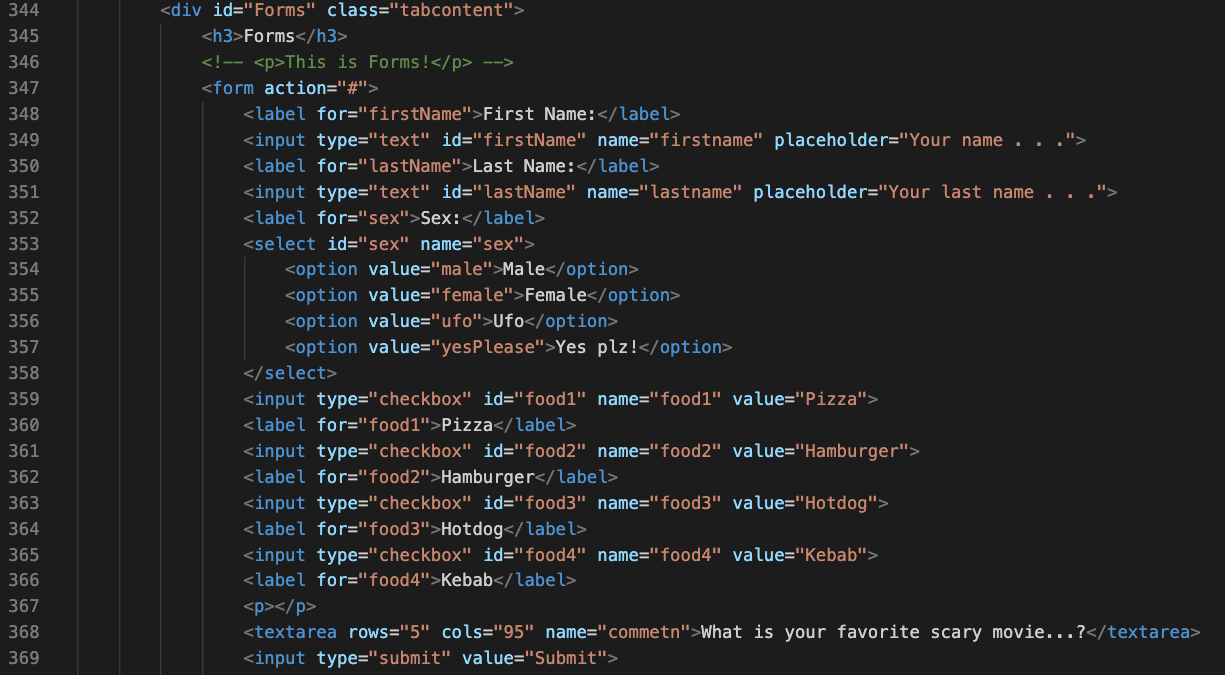 344 <div id="Forms" class="tabcontent">
345 <h3>Forms</h3>
346 <!-- <p>This is Forms!</p> -->
347 <form action="#">
348 <label for="firstName">First Name:</label>
349 <input type="text" id="firstName" name="firstname" placeholder="Your name . . .">
350 <label for="lastName">Last Name:</label>
351 <input type="text" id="lastName" name="lastname" placeholder="Your last name . . .">
352 <label for="sex">Sex:</label>
353 <select id="sex" name="sex">
354 <option value="male">Male</option>
355 <option value="female">Female</option>
356 <option value="ufo">Ufo</option>
357 <option value="yesPlease">Yes plz!</option>
358 </select>
359 <input type="checkbox" id="food1" name="food1" value="Pizza">
360 <label for="food1">Pizza</label>
361 <input type="checkbox" id="food2" name="food2" value="Hamburger">
362 <label for="food2">Hamburger</label>
363 <input type="checkbox" id="food3" name="food3" value="Hotdog">
364 <label for="food3">Hotdog</label>
365 <input type="checkbox" id="food4" name="food4" value="Kebab">
366 <label for="food4">Kebab</label>
367 <p></p>
368 <textarea rows="5" cols="95" name="commetn">What is your favorite scary movie...?</textarea>
369 <input type="submit" value="Submit">